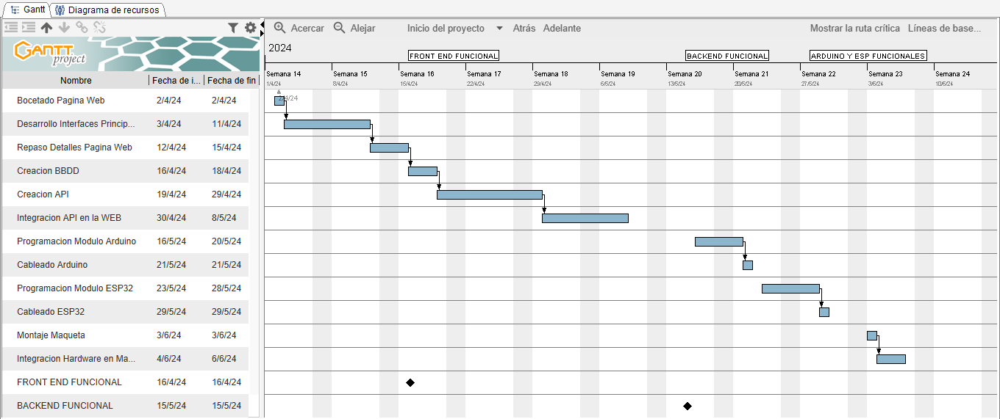 Gantt Diagrama de recursos
Acercar Alejar Inicio del proyecto Atrás Adelante Mostrar la ruta crítica Líneas de base...
GANTT project
2024
FRONT END FUNCIONAL BACKEND FUNCIONAL ARDUINO Y ESP FUNCIONALES
Nombre Fecha de i... Fecha de fin
Semana 14 Semana 15 Semana 16 Semana 17 Semana 18 Semana 19 Semana 20 Semana 21 Semana 22 Semana 23 Semana 24
1/4/24 8/4/24 15/4/24 22/4/24 29/4/24 6/5/24 13/5/24 20/5/24 27/5/24 3/6/24 10/6/24
Bocetado Pagina Web 2/4/24 2/4/24 2/4/24
Desarrollo Interfaces Princip... 3/4/24 11/4/24
Repaso Detalles Pagina Web 12/4/24 15/4/24
Creacion BBDD 16/4/24 18/4/24
Creacion API 19/4/24 29/4/24
Integracion API en la WEB 30/4/24 8/5/24
Programacion Modulo Arduino 16/5/24 20/5/24
Cableado Arduino 21/5/24 21/5/24
Programacion Modulo ESP32 23/5/24 28/5/24
Cableado ESP32 29/5/24 29/5/24
Montaje Maqueta 3/6/24 3/6/24
Integracion Hardware en Ma... 4/6/24 6/6/24
FRONT END FUNCIONAL 16/4/24 16/4/24
BACKEND FUNCIONAL 15/5/24 15/5/24